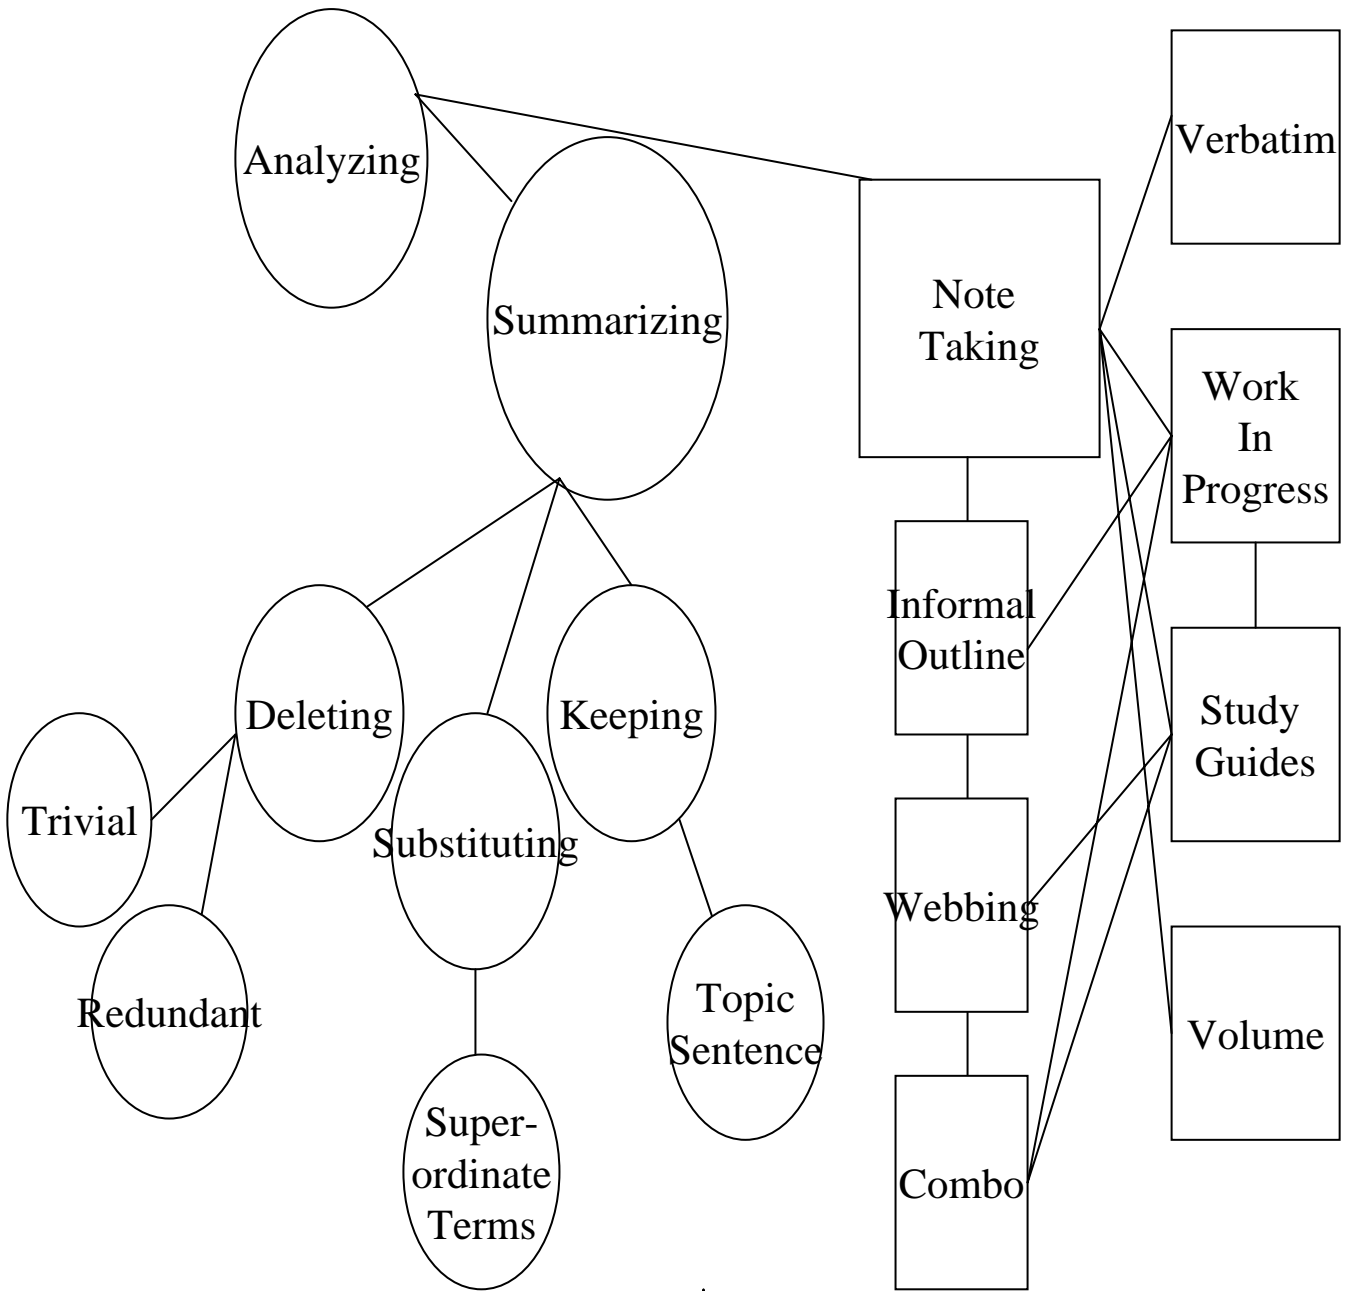 Analyzing
Summarizing
Note
Taking
Verbatim
Work
In
Progress
Informal
Outline
Study
Guides
Deleting
Keeping
Trivial
Substituting
Webbing
Redundant
Topic
Sentence
Volume
Super-
ordinate
Terms
Combo